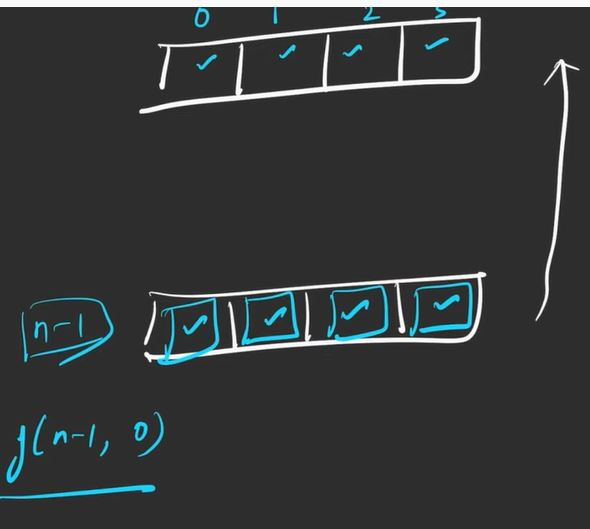 0 1 2 3
n-1
f(n-1, 0)